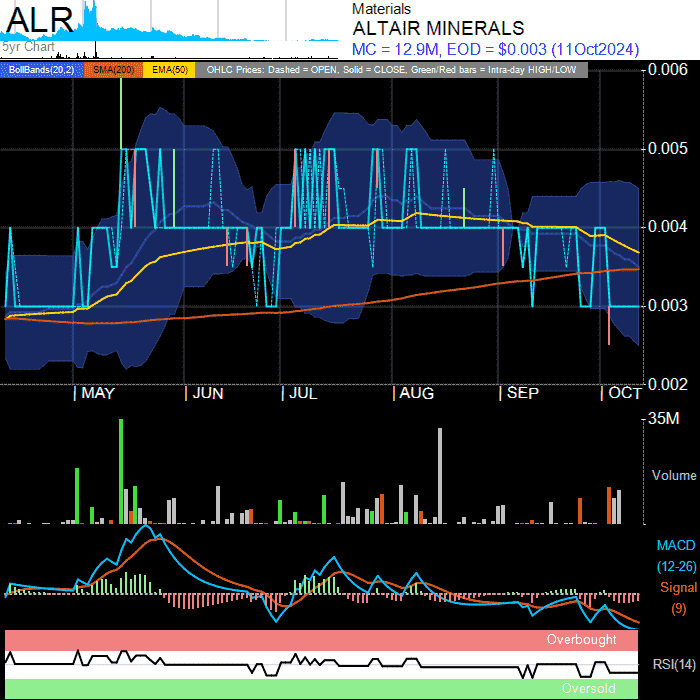 ALR
5yr Chart
Materials
ALTAIR MINERALS
MC = 12.9M, EOD = $0.003 (11Oct2024)
BollBands(20,2) SMA(200) EMA(50) OHLC Prices: Dashed = OPEN, Solid = CLOSE, Green/Red bars = Intra-day HIGH/LOW
0.006
0.005
0.004
0.003
0.002
| MAY | JUN | JUL | AUG | SEP | OCT
35M
Volume
MACD
(12-26)
Signal
(9)
Overbought
RSI(14)
Oversold